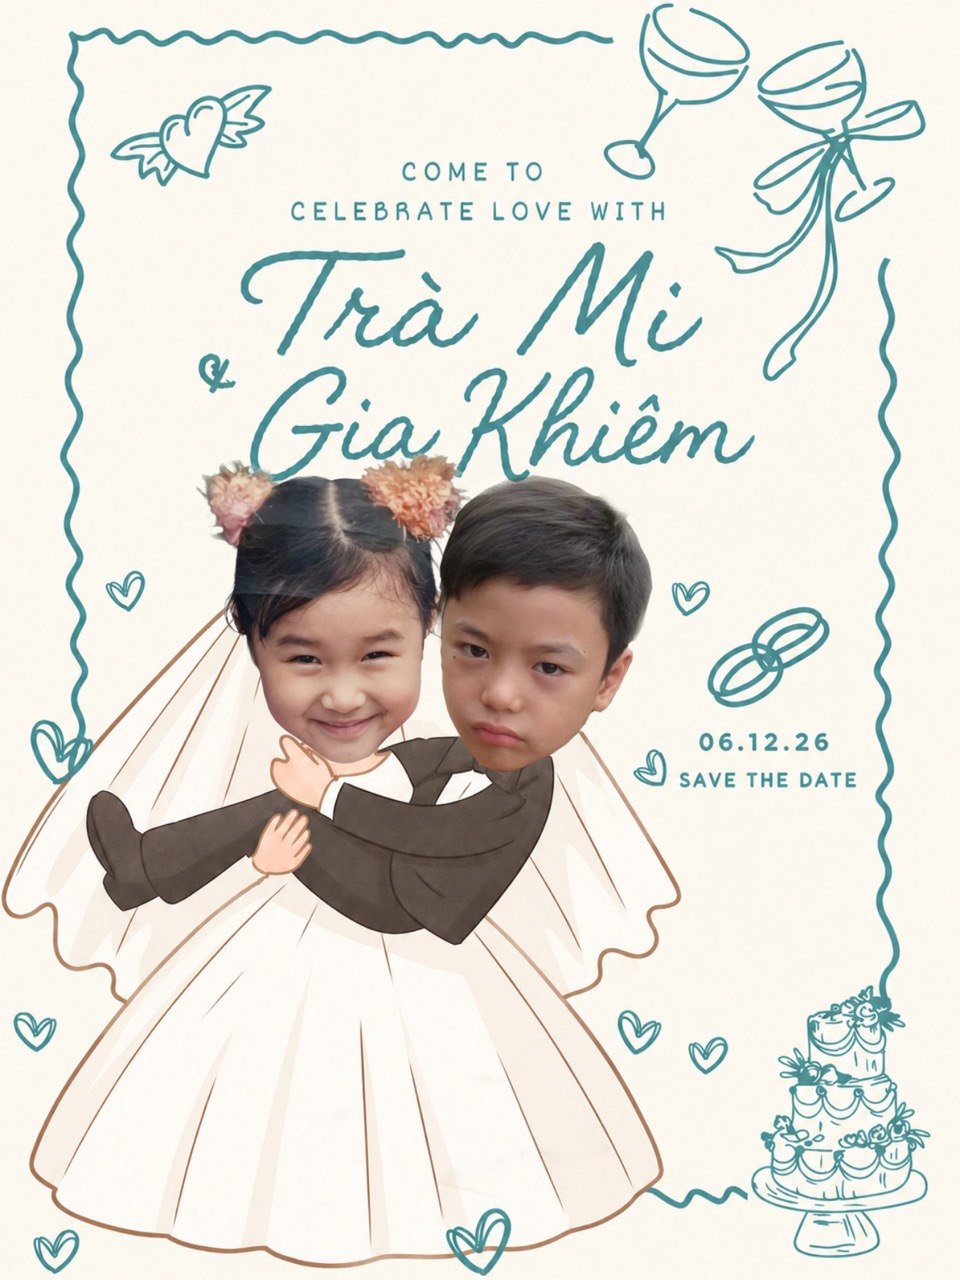 COME TO
CELEBRATE LOVE WITH
Trà Mi
& Gia Khiêm
06.12.26
SAVE THE DATE